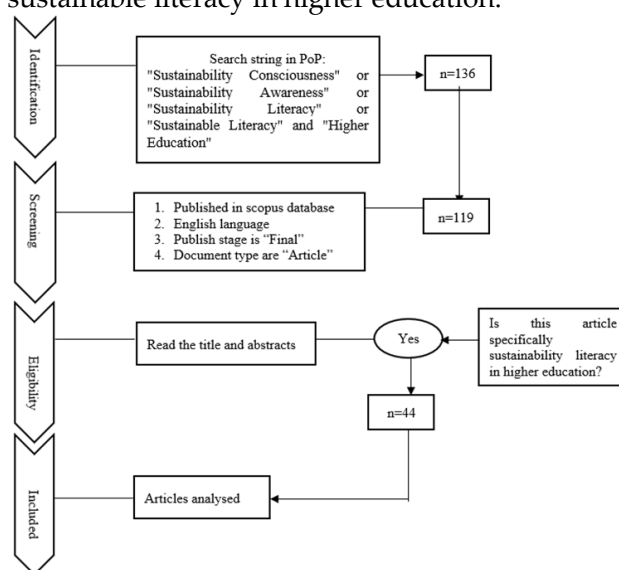 sustainable literacy in higher education.
Identification
Search string in PoP:
"Sustainability Consciousness" or
"Sustainability Awareness" or
"Sustainability Literacy" or
"Sustainable Literacy" and "Higher
Education"
n=136
Screening
1. Published in scopus database
2. English language
3. Publish stage is “Final”
4. Document type are “Article”
n=119
Eligibility
Read the title and abstracts
Yes
Is this article
specifically
sustainability literacy
in higher education?
n=44
Included
Articles analysed